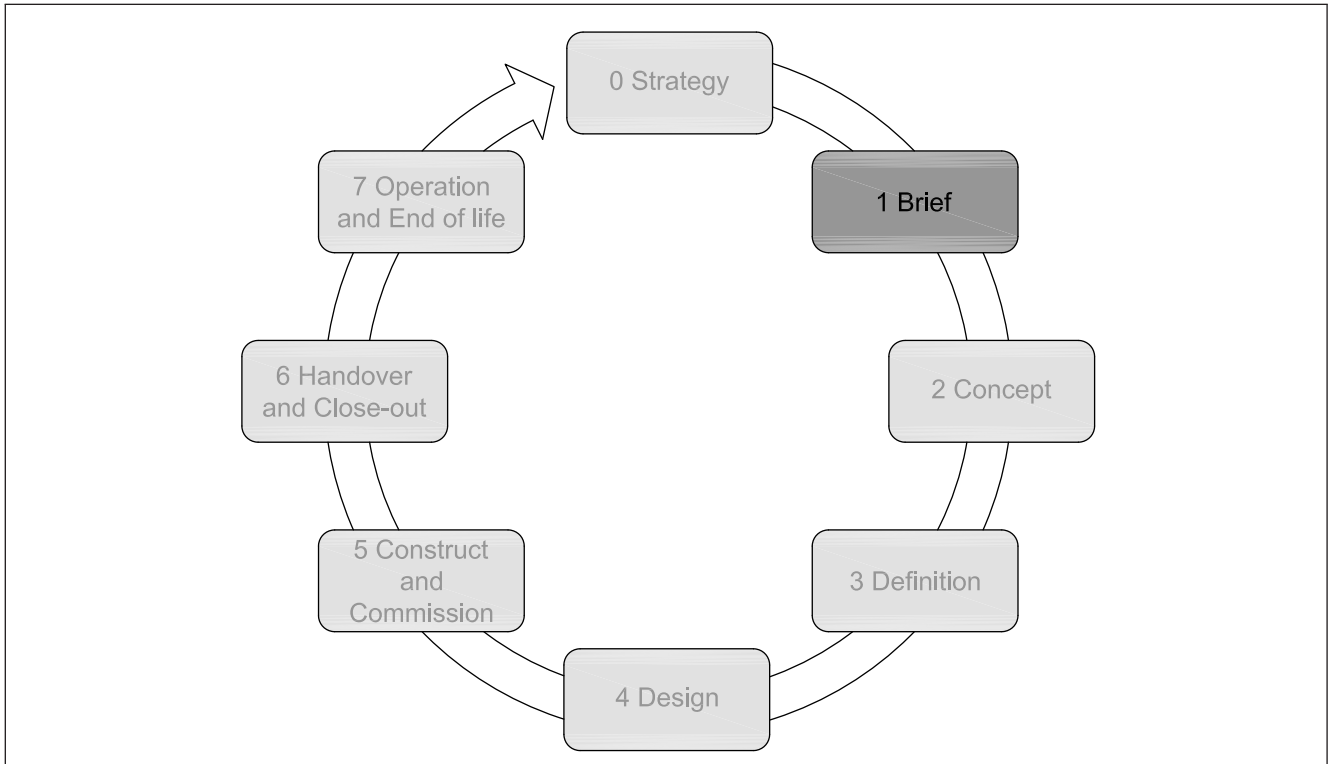 0 Strategy
1 Brief
2 Concept
3 Definition
4 Design
5 Construct
and
Commission
6 Handover
and Close-out
7 Operation
and End of life